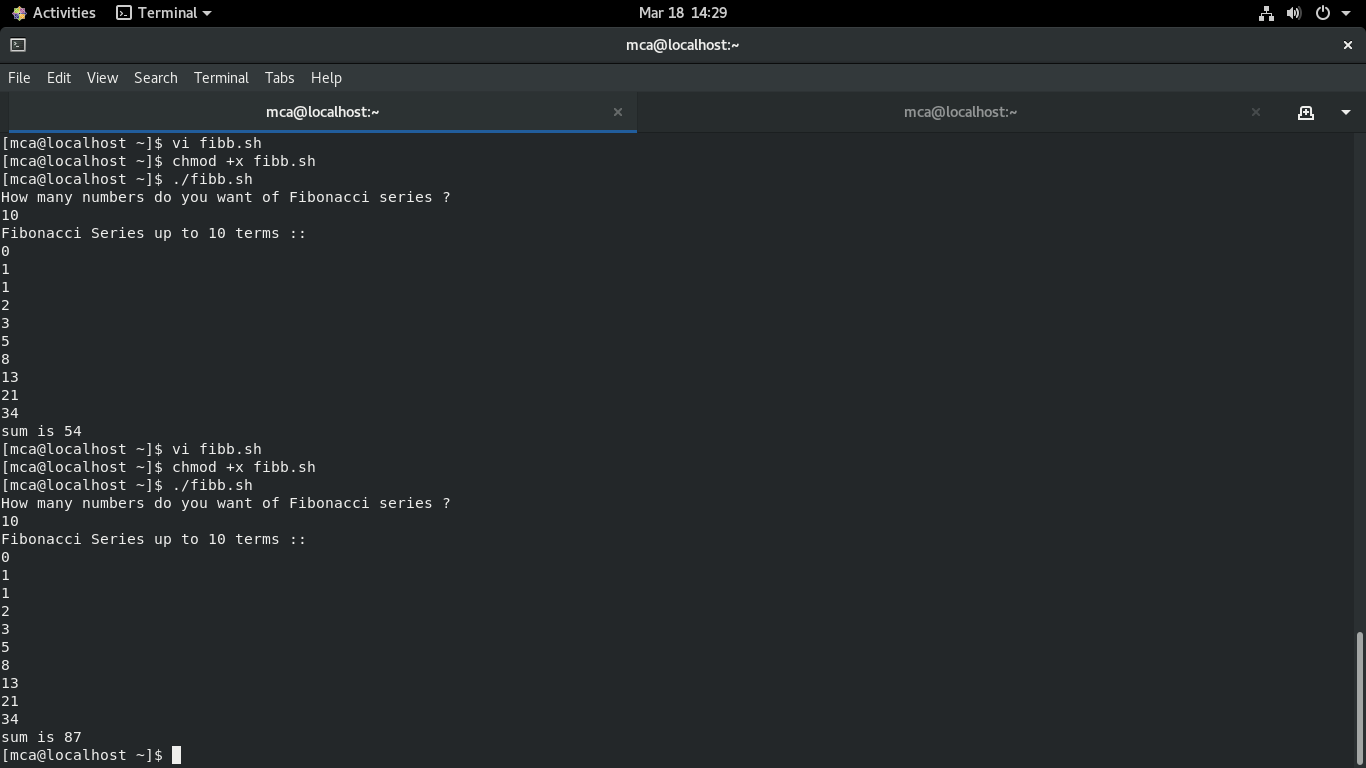 Activities Terminal Mar 18 14:29
mca@localhost:~
File Edit View Search Terminal Tabs Help
mca@localhost:~ mca@localhost:~
[mca@localhost ~]$ vi fibb.sh
[mca@localhost ~]$ chmod +x fibb.sh
[mca@localhost ~]$ ./fibb.sh
How many numbers do you want of Fibonacci series ?
10
Fibonacci Series up to 10 terms ::
0
1
1
2
3
5
8
13
21
34
sum is 54
[mca@localhost ~]$ vi fibb.sh
[mca@localhost ~]$ chmod +x fibb.sh
[mca@localhost ~]$ ./fibb.sh
How many numbers do you want of Fibonacci series ?
10
Fibonacci Series up to 10 terms ::
0
1
1
2
3
5
8
13
21
34
sum is 87
[mca@localhost ~]$